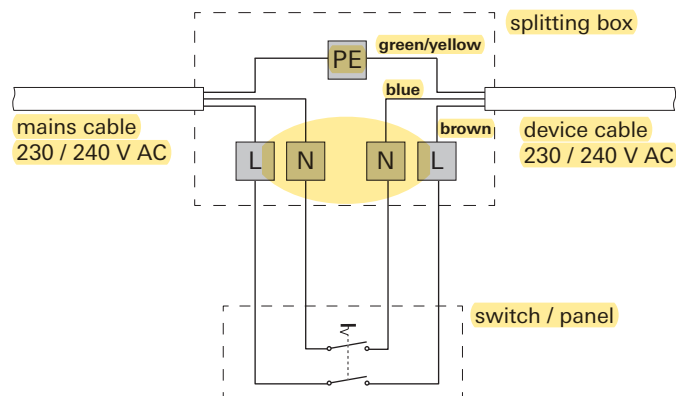 splitting box
green/yellow
PE
blue
mains cable
230 / 240 V AC
brown
device cable
230 / 240 V AC
L
N
N
L
switch / panel